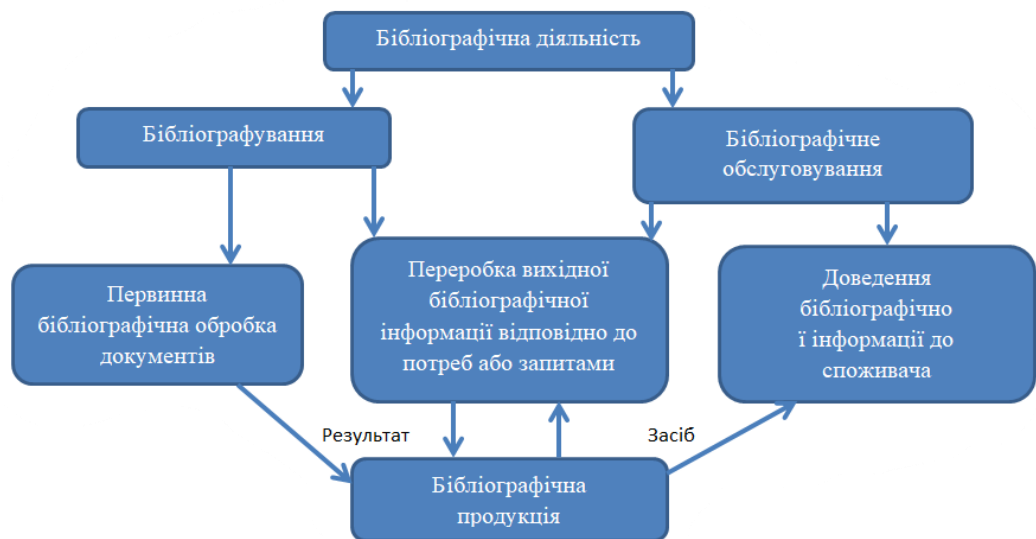 Бібліографічна діяльність
Бібліографування
Бібліографічне
обслуговування
Первинна
бібліографічна обробка
документів
Переробка вихідної
бібліографічної
інформації відповідно до
потреб або запитами
Доведення
бібліографічно
ї інформації до
споживача
Результат
Засіб
Бібліографічна
продукція